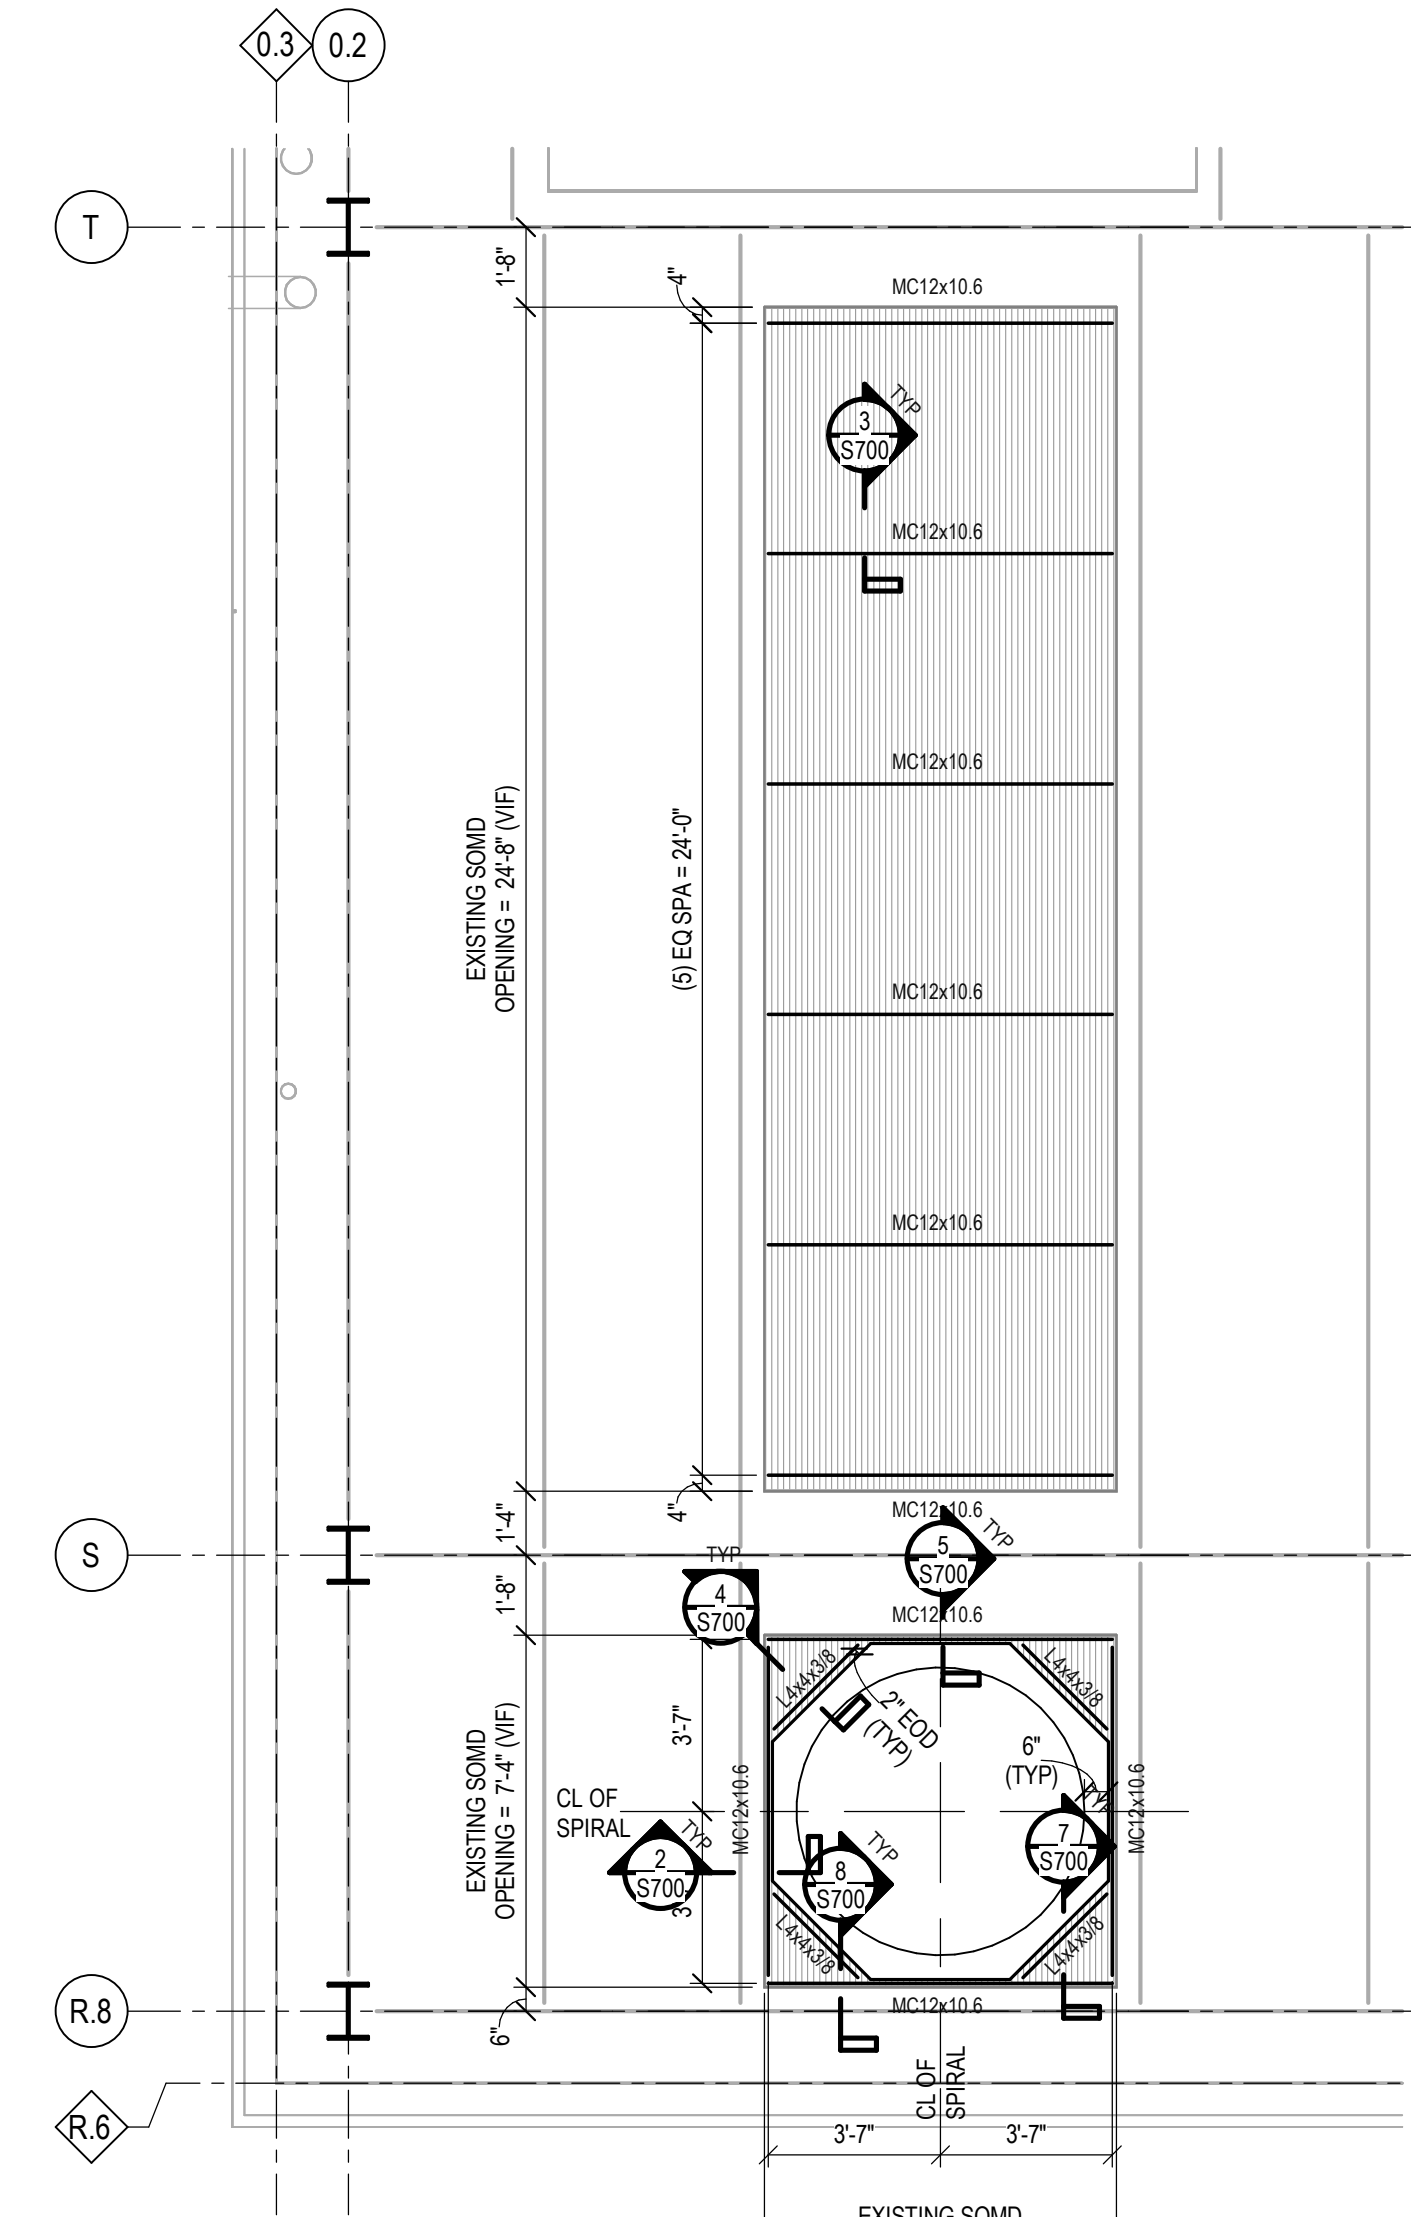 0.3
0.2
T
1'-8"
4"
MC12x10.6
TYP
3
S700
MC12x10.6
MC12x10.6
EXISTING SOMD
OPENING = 24'-8" (VIF)
(5) EQ SPA = 24'-0"
MC12x10.6
MC12x10.6
4"
MC12x10.6
1'-4"
S
TYP
5
S700
TYP
4
S700
1'-8"
MC12x10.6
L4x4x3/8
L4x4x3/8
2" EOD
(TYP)
3'-7"
6"
(TYP)
EXISTING SOMD
OPENING = 7'-4" (VIF)
CL OF
SPIRAL
MC12x10.6
MC12x10.6
TYP
2
S700
TYP
8
S700
TYP
7
S700
L4x4x3/8
L4x4x3/8
R.8
MC12x10.6
6"
CL OF
SPIRAL
R.6
3'-7"
3'-7"
EXISTING SOMD